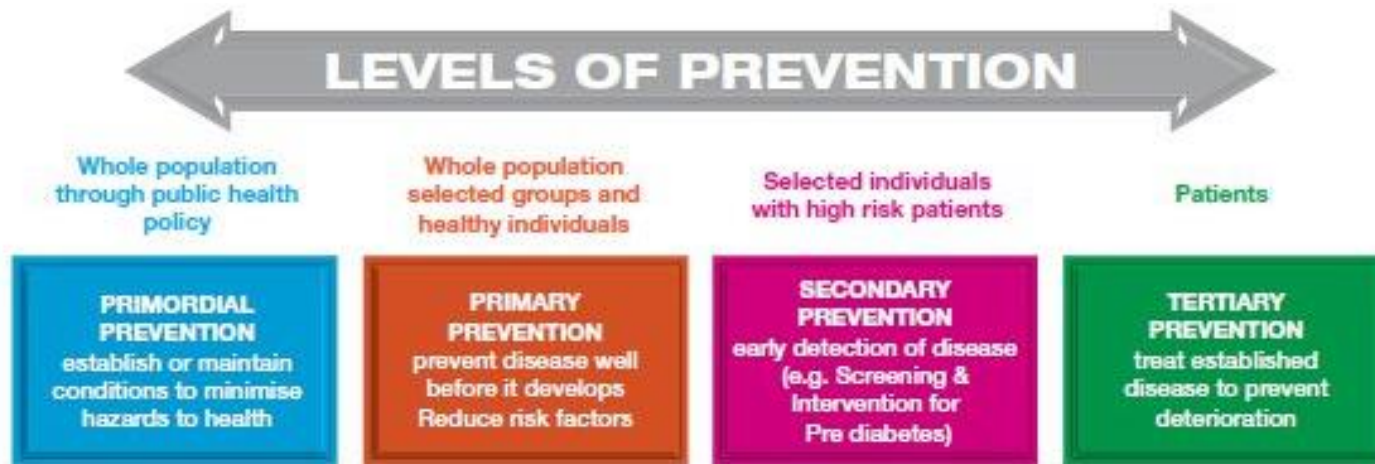 LEVELS OF PREVENTION
Whole population
through public health
policy
Whole population
selected groups and
healthy individuals
Selected individuals
with high risk patients
Patients
PRIMORDIAL
PREVENTION
establish or maintain
conditions to minimise
hazards to health
PRIMARY
PREVENTION
prevent disease well
before it develops
Reduce risk factors
SECONDARY
PREVENTION
early detection of disease
(e.g. Screening &
Intervention for
Pre diabetes)
TERTIARY
PREVENTION
treat established
disease to prevent
deterioration